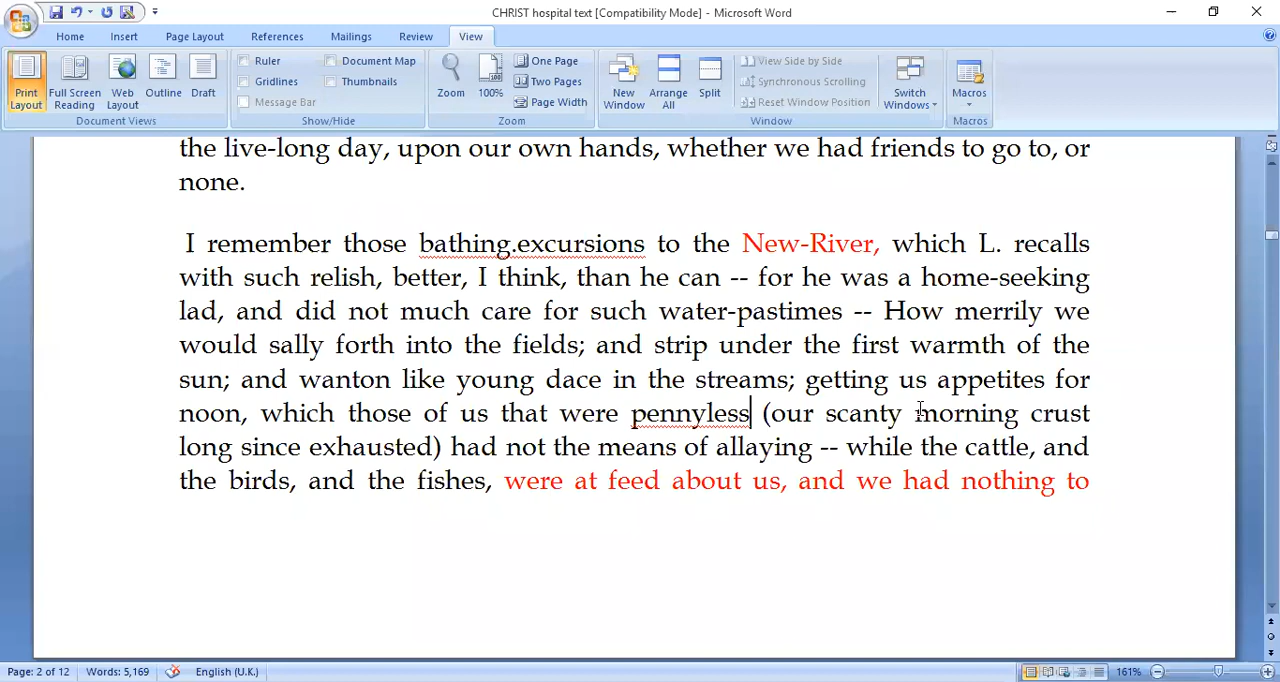 CHRIST hospital text [Compatibility Mode] - Microsoft Word
Home Insert Page Layout References Mailings Review View
Print Layout
Full Screen Reading
Web Layout
Outline
Draft
Document Views
Ruler
Gridlines
Message Bar
Document Map
Thumbnails
Show/Hide
Zoom
100%
One Page
Two Pages
Page Width
Zoom
New Window
Arrange All
Split
View Side by Side
Synchronous Scrolling
Reset Window Position
Window
Switch Windows
Macros
Macros
the live-long day, upon our own hands, whether we had friends to go to, or
none.
I remember those bathing.excursions to the New-River, which L. recalls
with such relish, better, I think, than he can -- for he was a home-seeking
lad, and did not much care for such water-pastimes -- How merrily we
would sally forth into the fields; and strip under the first warmth of the
sun; and wanton like young dace in the streams; getting us appetites for
noon, which those of us that were pennyless (our scanty morning crust
long since exhausted) had not the means of allaying -- while the cattle, and
the birds, and the fishes, were at feed about us, and we had nothing to
Page: 2 of 12 Words: 5,169 English (U.K.) 161%